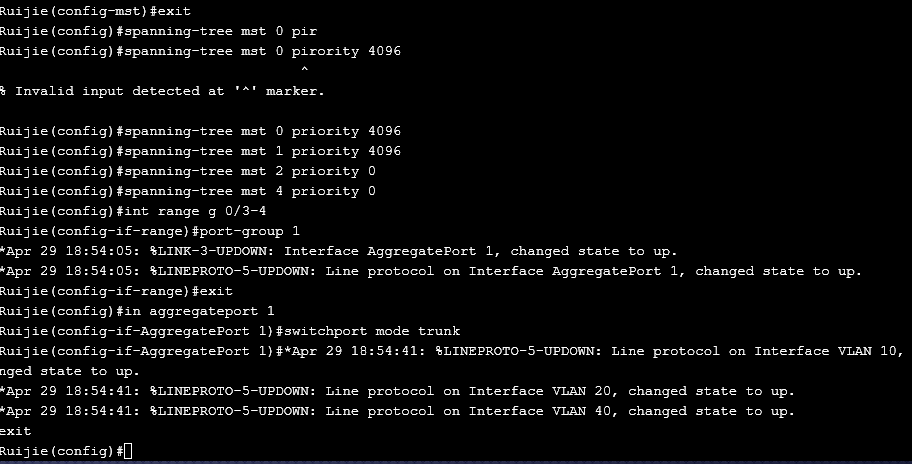 Ruijie(config-mst)#exit
Ruijie(config)#spanning-tree mst 0 pir
Ruijie(config)#spanning-tree mst 0 pirority 4096
^
% Invalid input detected at '^' marker.
Ruijie(config)#spanning-tree mst 0 priority 4096
Ruijie(config)#spanning-tree mst 1 priority 4096
Ruijie(config)#spanning-tree mst 2 priority 0
Ruijie(config)#spanning-tree mst 4 priority 0
Ruijie(config)#int range g 0/3-4
Ruijie(config-if-range)#port-group 1
*Apr 29 18:54:05: %LINK-3-UPDOWN: Interface AggregatePort 1, changed state to up.
*Apr 29 18:54:05: %LINEPROTO-5-UPDOWN: Line protocol on Interface AggregatePort 1, changed state to up.
Ruijie(config-if-range)#exit
Ruijie(config)#in aggregateport 1
Ruijie(config-if-AggregatePort 1)#switchport mode trunk
Ruijie(config-if-AggregatePort 1)#*Apr 29 18:54:41: %LINEPROTO-5-UPDOWN: Line protocol on Interface VLAN 10,
nged state to up.
*Apr 29 18:54:41: %LINEPROTO-5-UPDOWN: Line protocol on Interface VLAN 20, changed state to up.
*Apr 29 18:54:41: %LINEPROTO-5-UPDOWN: Line protocol on Interface VLAN 40, changed state to up.
exit
Ruijie(config)#